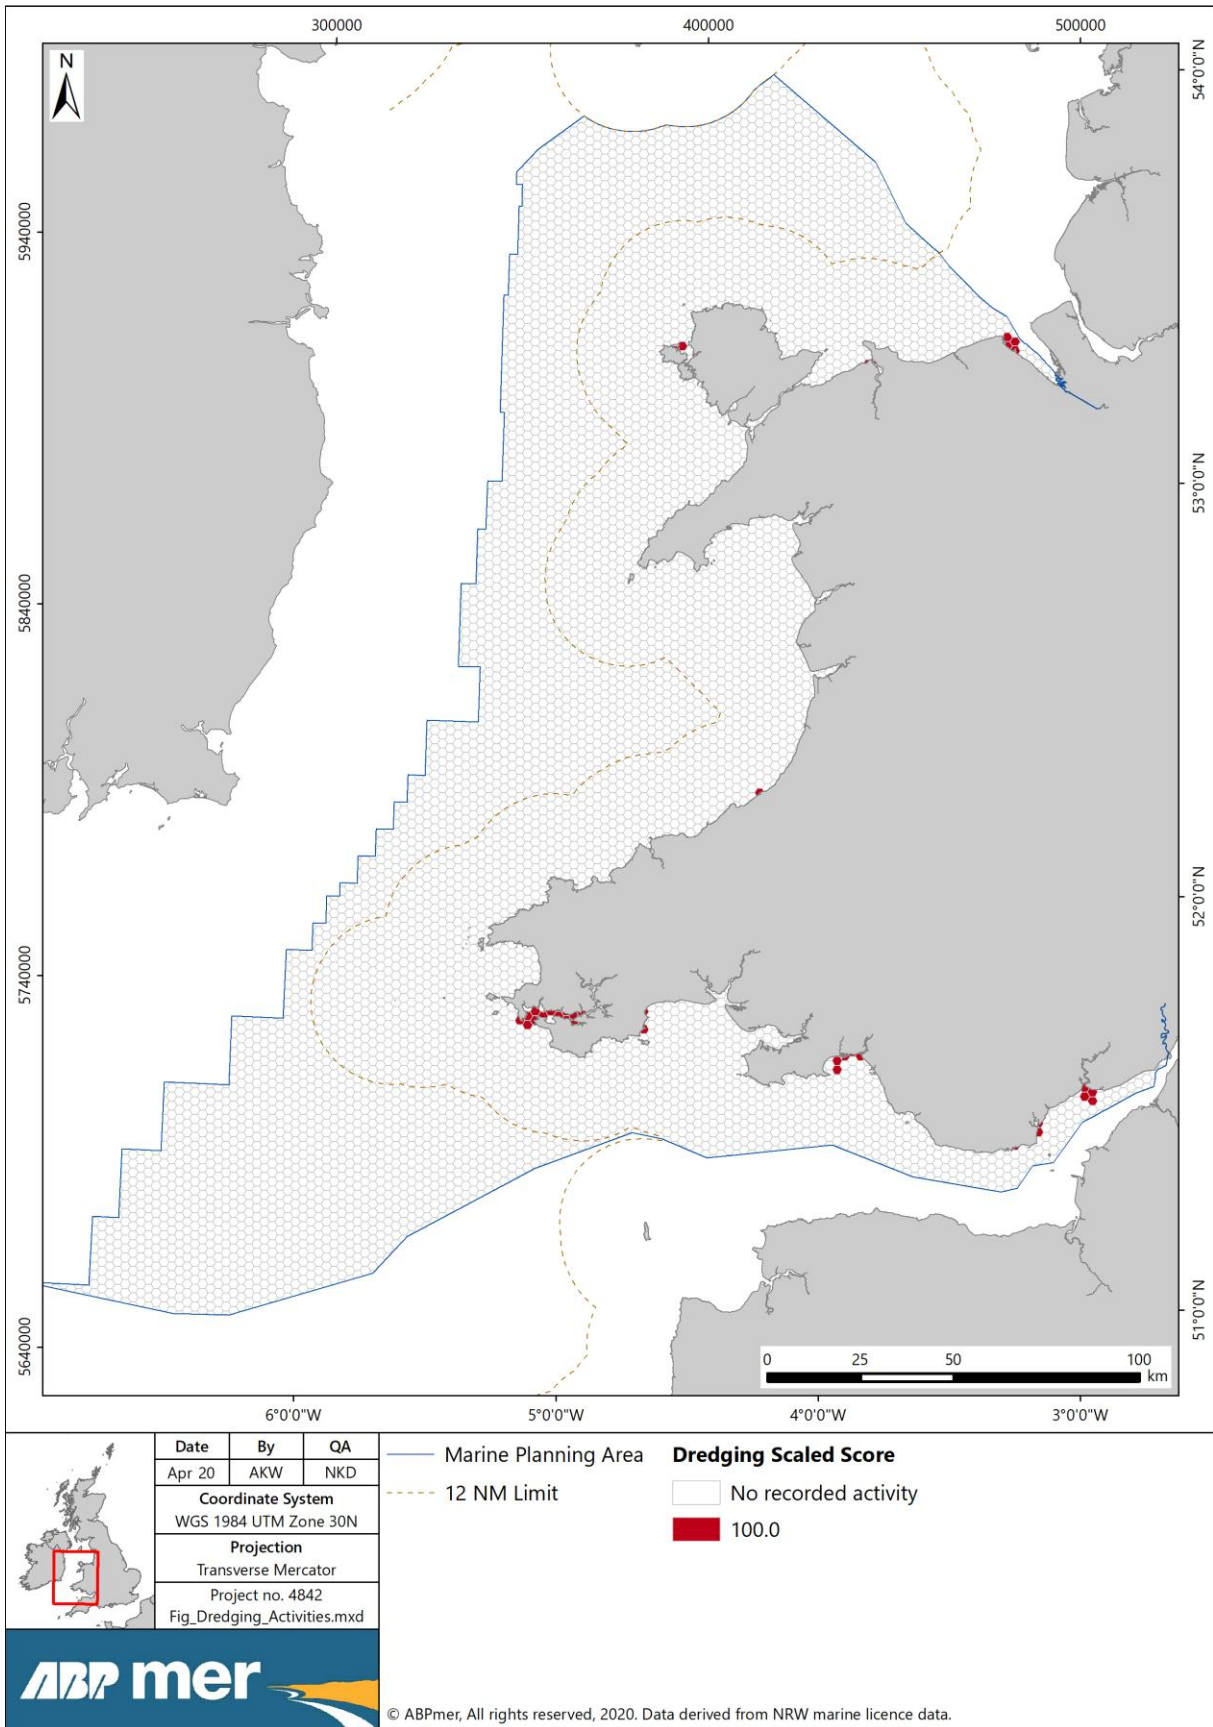 300000 400000 500000
N
54°0'0"N
5940000
53°0'0"N
5840000
52°0'0"N
5740000
51°0'0"N
5640000
0 25 50 100
km
6°0'0"W 5°0'0"W 4°0'0"W 3°0'0"W
Date By QA
Apr 20 AKW NKD
Coordinate System
WGS 1984 UTM Zone 30N
Projection
Transverse Mercator
Project no. 4842
Fig_Dredging_Activities.mxd
Marine Planning Area
12 NM Limit
Dredging Scaled Score
No recorded activity
100.0
ABP mer
© ABPmer, All rights reserved, 2020. Data derived from NRW marine licence data.